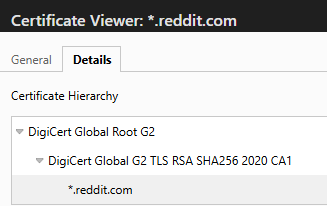 Certificate Viewer: *.reddit.com
General Details
Certificate Hierarchy
DigiCert Global Root G2
DigiCert Global G2 TLS RSA SHA256 2020 CA1
*.reddit.com